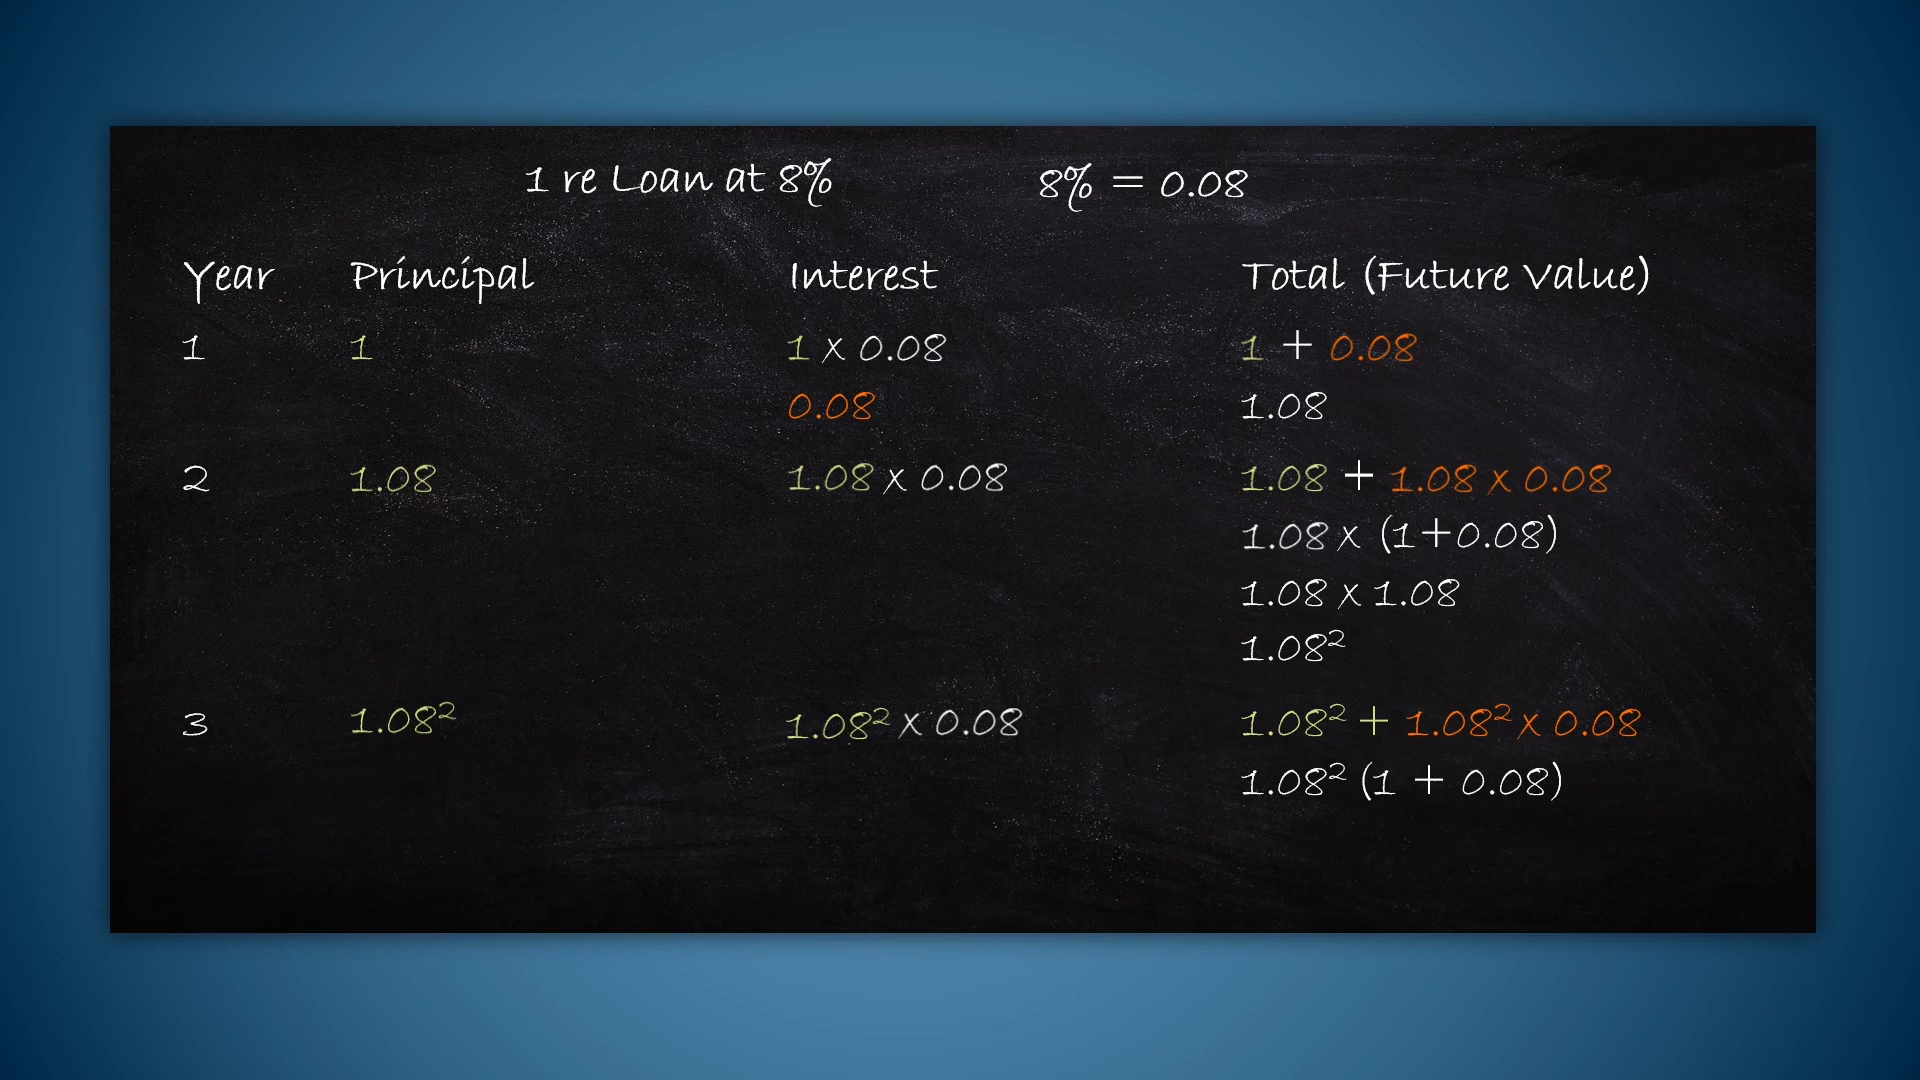 1 re Loan at 8% 8% = 0.08
Year Principal Interest Total (Future Value)
1 1 1 x 0.08 1 + 0.08
0.08 1.08
2 1.08 1.08 x 0.08 1.08 + 1.08 x 0.08
1.08 x (1+0.08)
1.08 x 1.08
1.08²
3 1.08² 1.08² x 0.08 1.08² + 1.08² x 0.08
1.08² (1 + 0.08)